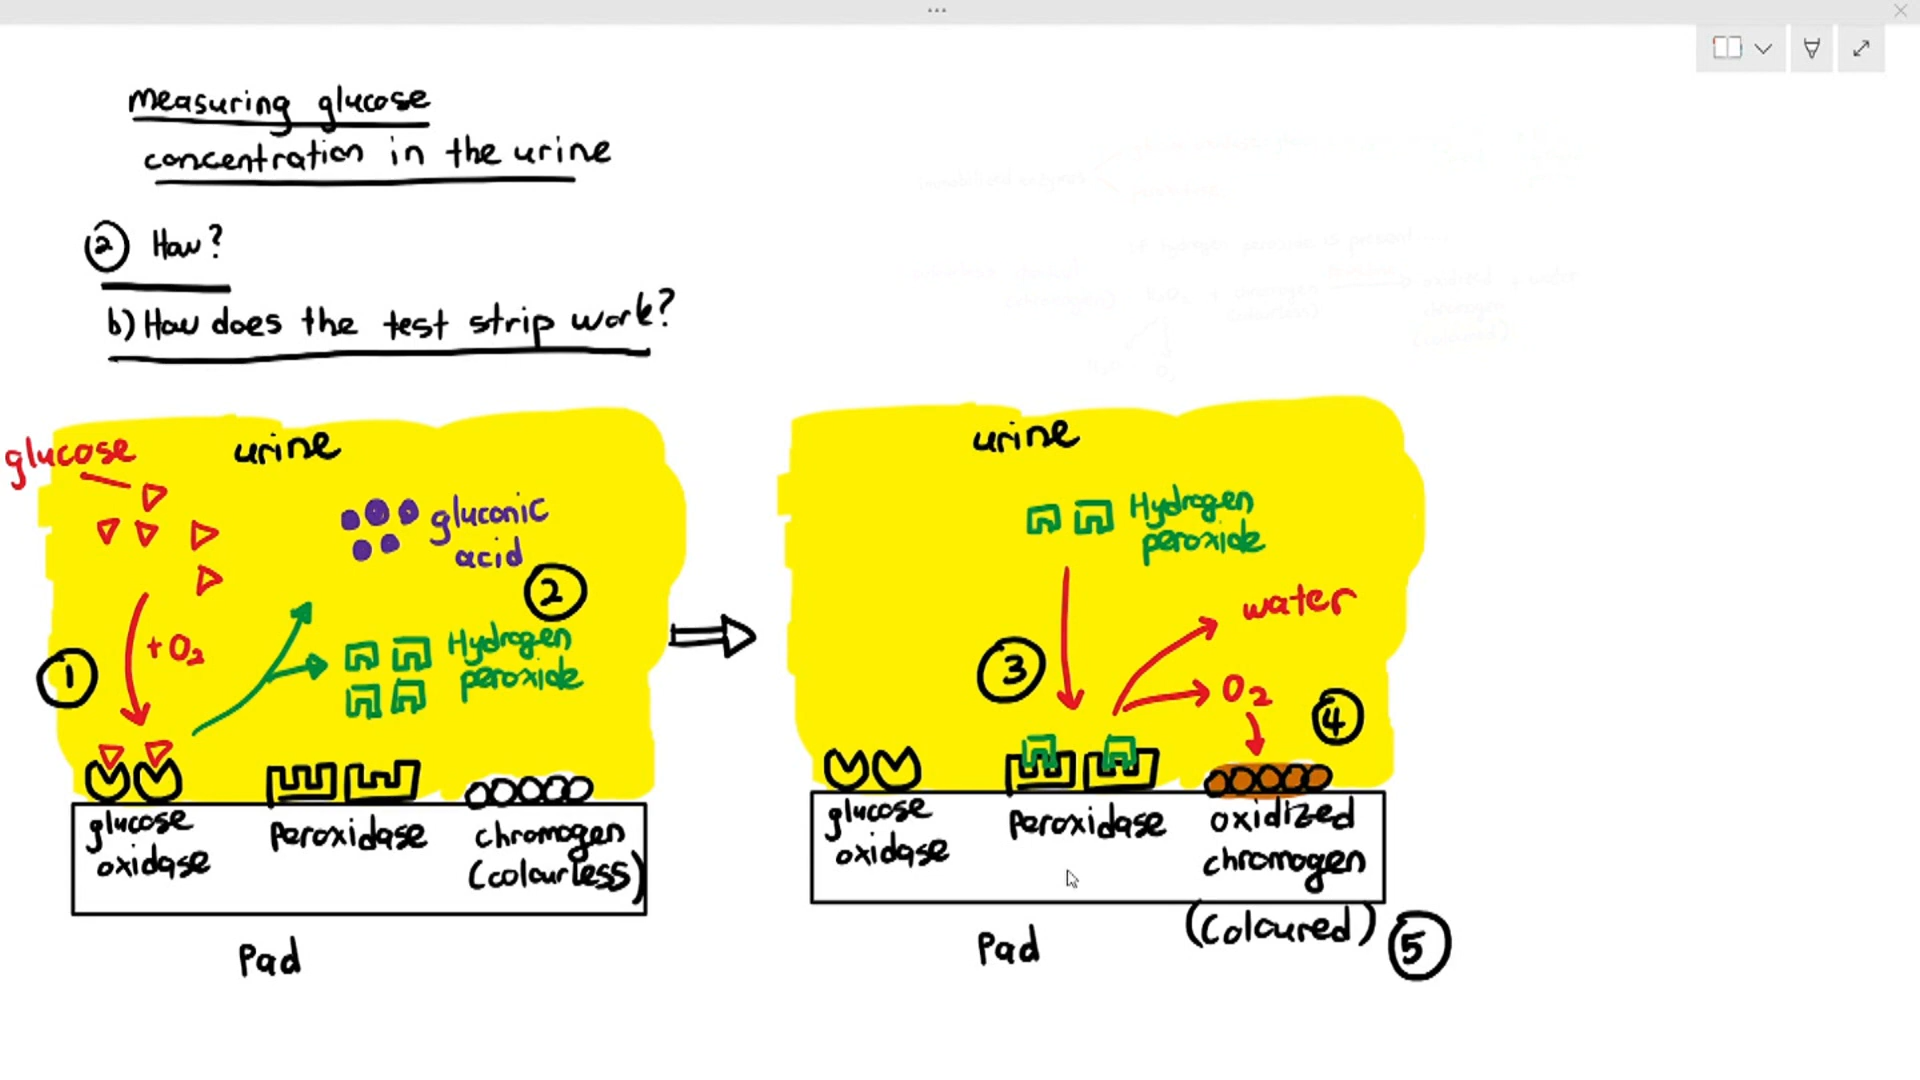 ...
measuring glucose
concentration in the urine
② How?
b) How does the test strip work?
glucose
urine
gluconic
acid
②
+ O₂
①
Hydrogen
peroxide
glucose
oxidase
Peroxidase
chromogen
(colourless)
Pad
urine
Hydrogen
peroxide
water
③
O₂
④
glucose
oxidase
Peroxidase
oxidized
chromogen
(coloured)
⑤
Pad